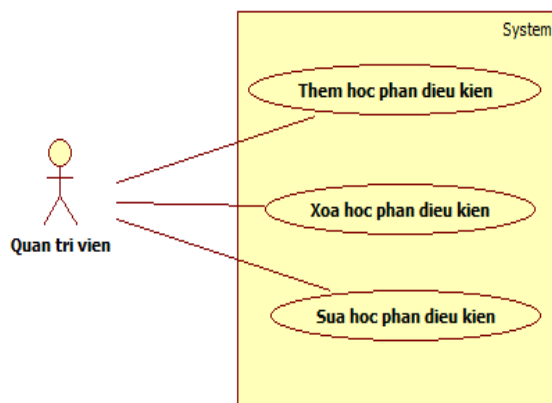 System
Them hoc phan dieu kien
Xoa hoc phan dieu kien
Quan tri vien
Sua hoc phan dieu kien